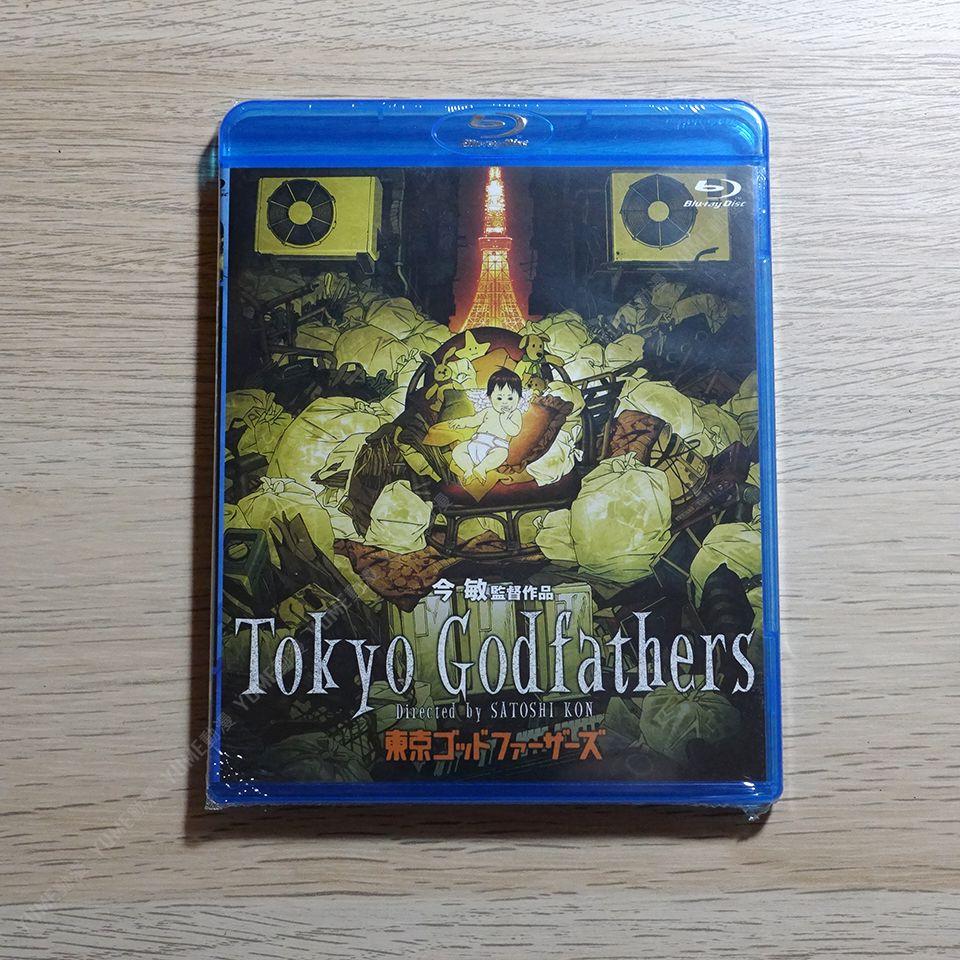 Blu-ray Disc
Blu-ray Disc
今 敏監督作品
Tokyo Godfathers
Directed by SATOSHI KON
東京ゴッドファーザーズ